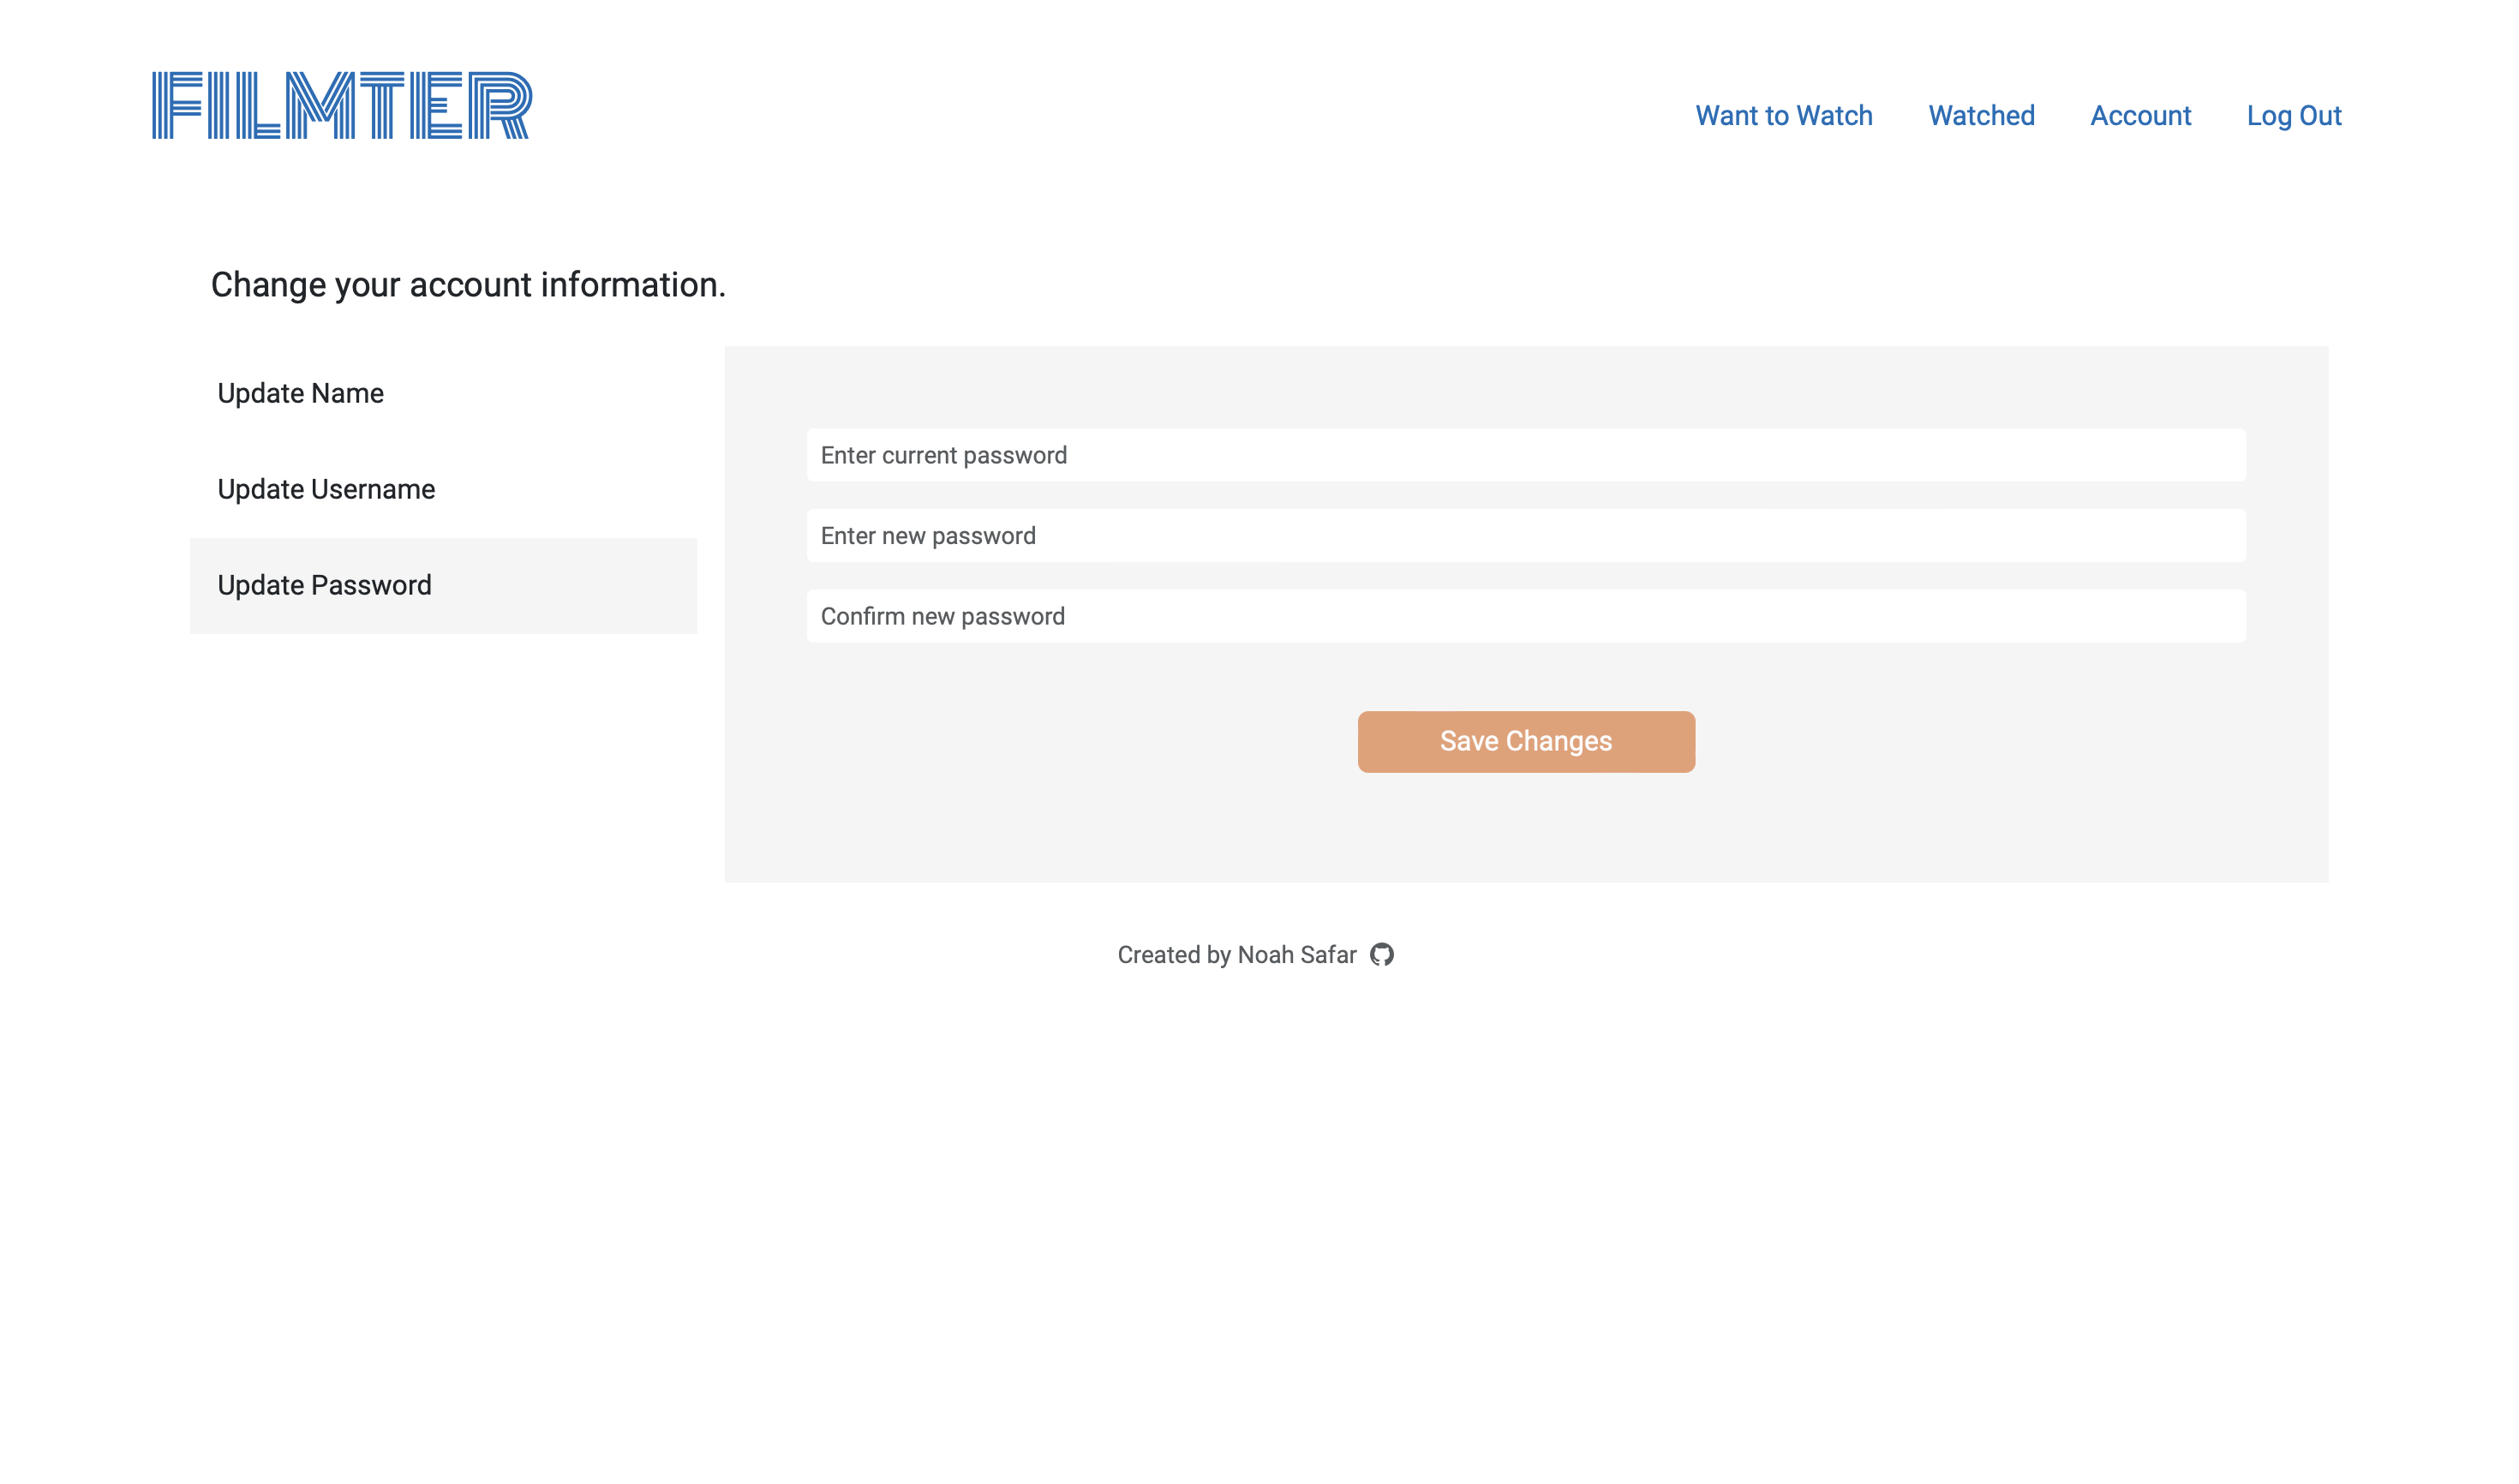 FILMTER
Want to Watch
Watched
Account
Log Out
Change your account information.
Update Name
Update Username
Update Password
Enter current password
Enter new password
Confirm new password
Save Changes
Created by Noah Safar